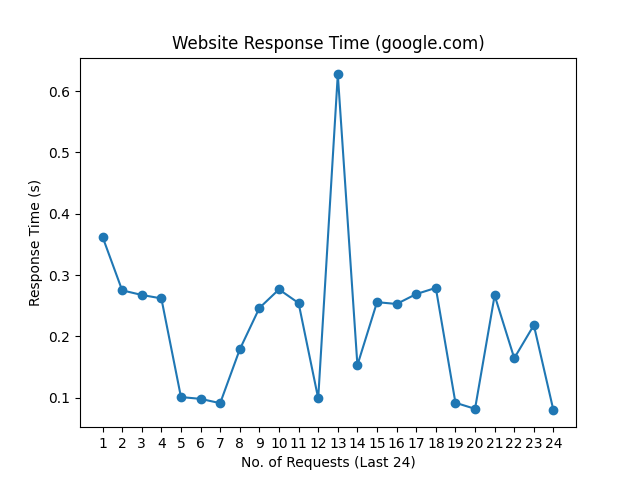 Website Response Time (google.com)
Response Time (s)
0.6
0.5
0.4
0.3
0.2
0.1
1 2 3 4 5 6 7 8 9 10 11 12 13 14 15 16 17 18 19 20 21 22 23 24
No. of Requests (Last 24)